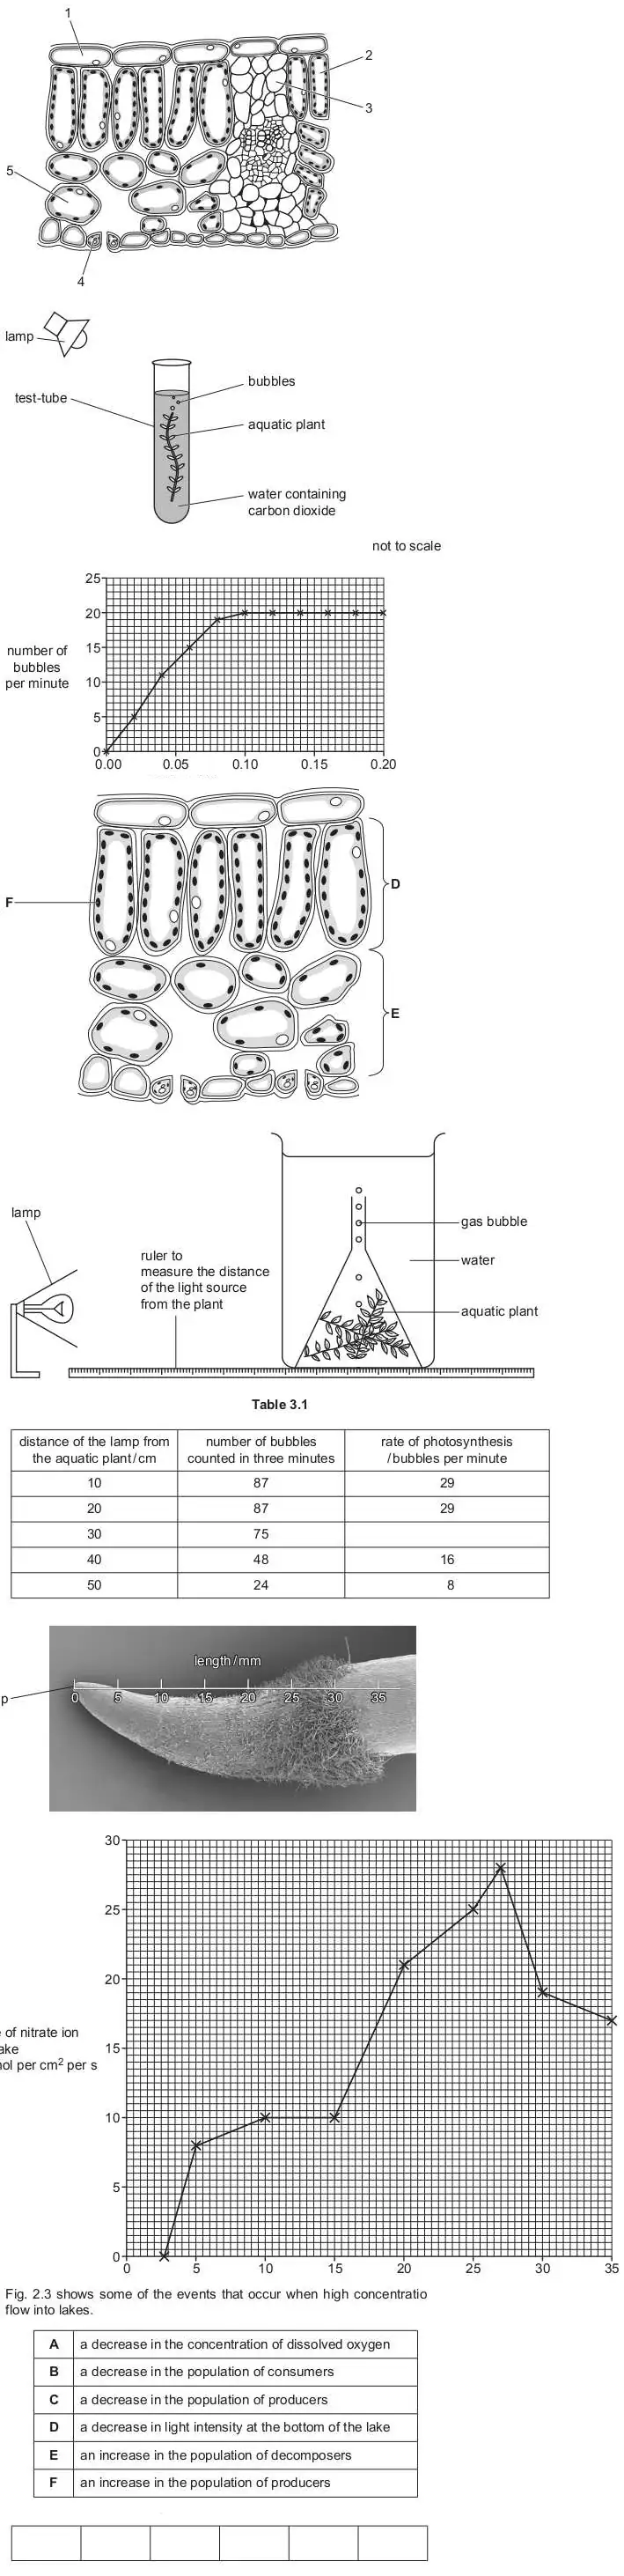 1
2
3
5
4
lamp
bubbles
test-tube
aquatic plant
water containing
carbon dioxide
not to scale
25
20
number of
bubbles
per minute
15
10
5
0
0.00 0.05 0.10 0.15 0.20
D
F
E
lamp
gas bubble
ruler to
measure the distance
of the light source
from the plant
water
aquatic plant
Table 3.1
distance of the lamp from
the aquatic plant / cm
number of bubbles
counted in three minutes
rate of photosynthesis
/ bubbles per minute
10 87 29
20 87 29
30 75
40 48 16
50 24 8
length / mm
p
0 5 10 15 20 25 30 35
30
25
20
of nitrate ion
ake
nol per cm² per s
15
10
5
0
0 5 10 15 20 25 30 35
Fig. 2.3 shows some of the events that occur when high concentratio
flow into lakes.
A a decrease in the concentration of dissolved oxygen
B a decrease in the population of consumers
C a decrease in the population of producers
D a decrease in light intensity at the bottom of the lake
E an increase in the population of decomposers
F an increase in the population of producers